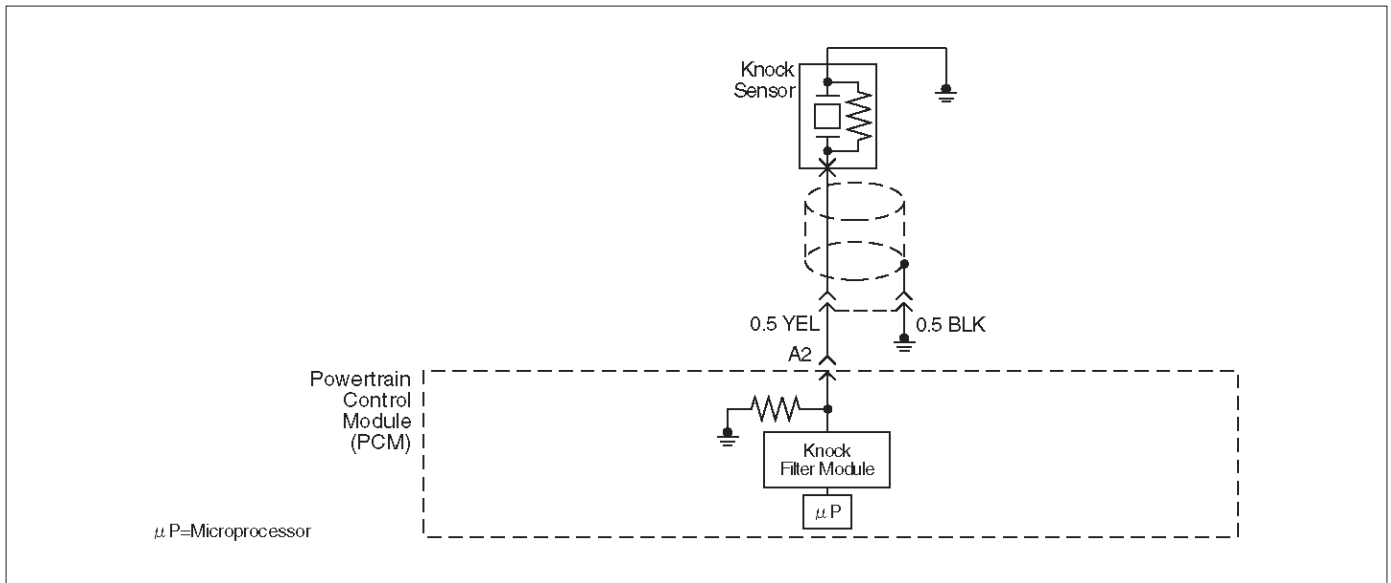 Knock
Sensor
0.5 YEL
0.5 BLK
A2
Powertrain
Control
Module
(PCM)
Knock
Filter Module
μ P
μ P=Microprocessor